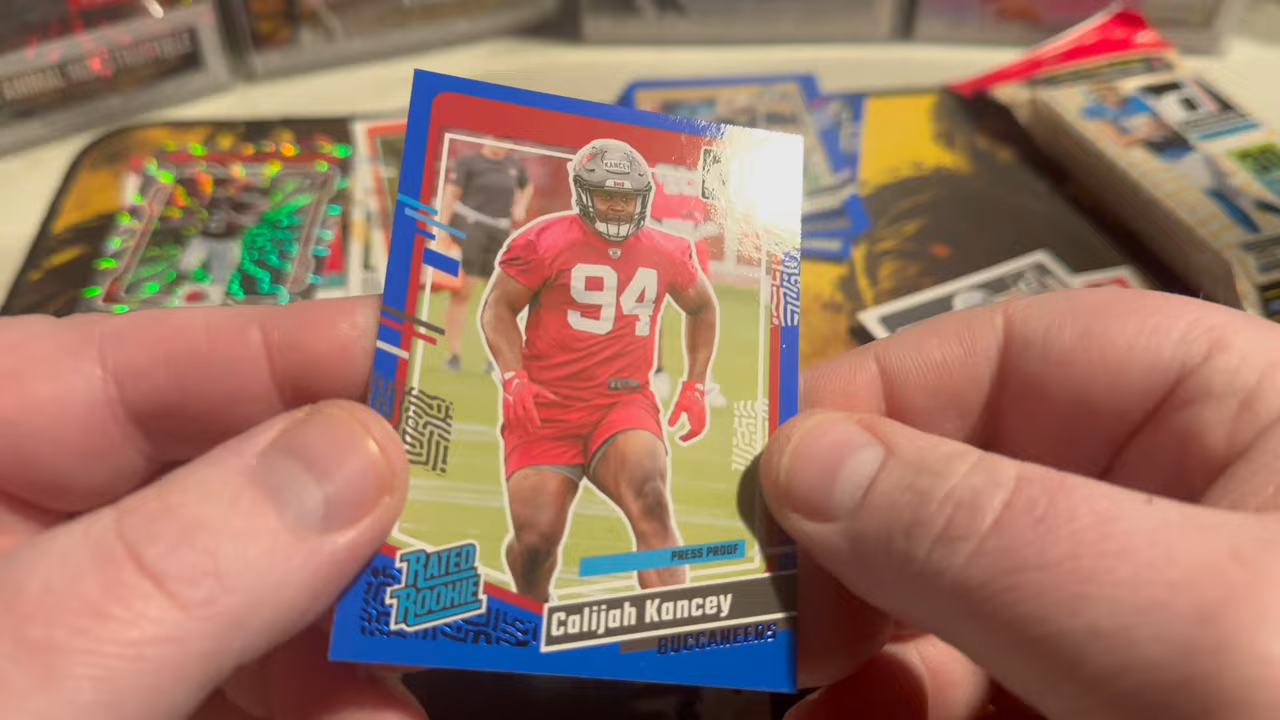 KANCEY
94
PRESS PROOF
RATED
ROOKIE
Calijah Kancey
BUCCANEERS